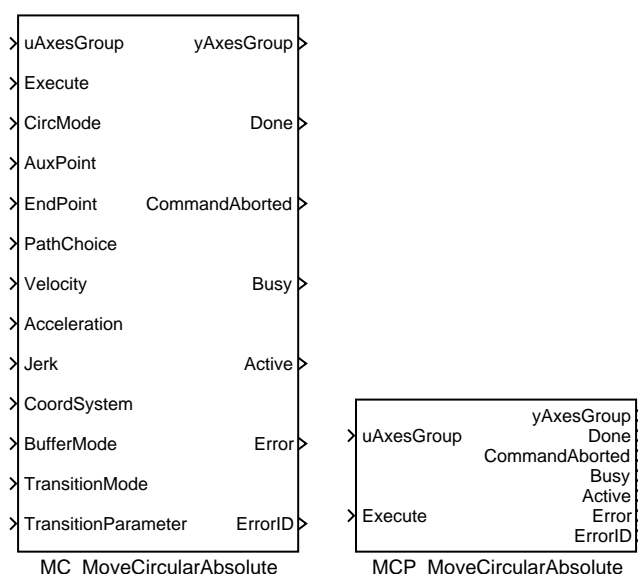 uAxesGroup yAxesGroup
Execute
CircMode Done
AuxPoint
EndPoint CommandAborted
PathChoice
Velocity Busy
Acceleration
Jerk Active
CoordSystem
BufferMode Error
TransitionMode
TransitionParameter ErrorID
MC_MoveCircularAbsolute
yAxesGroup
uAxesGroup Done
CommandAborted
Busy
Active
Execute Error
ErrorID
MCP_MoveCircularAbsolute